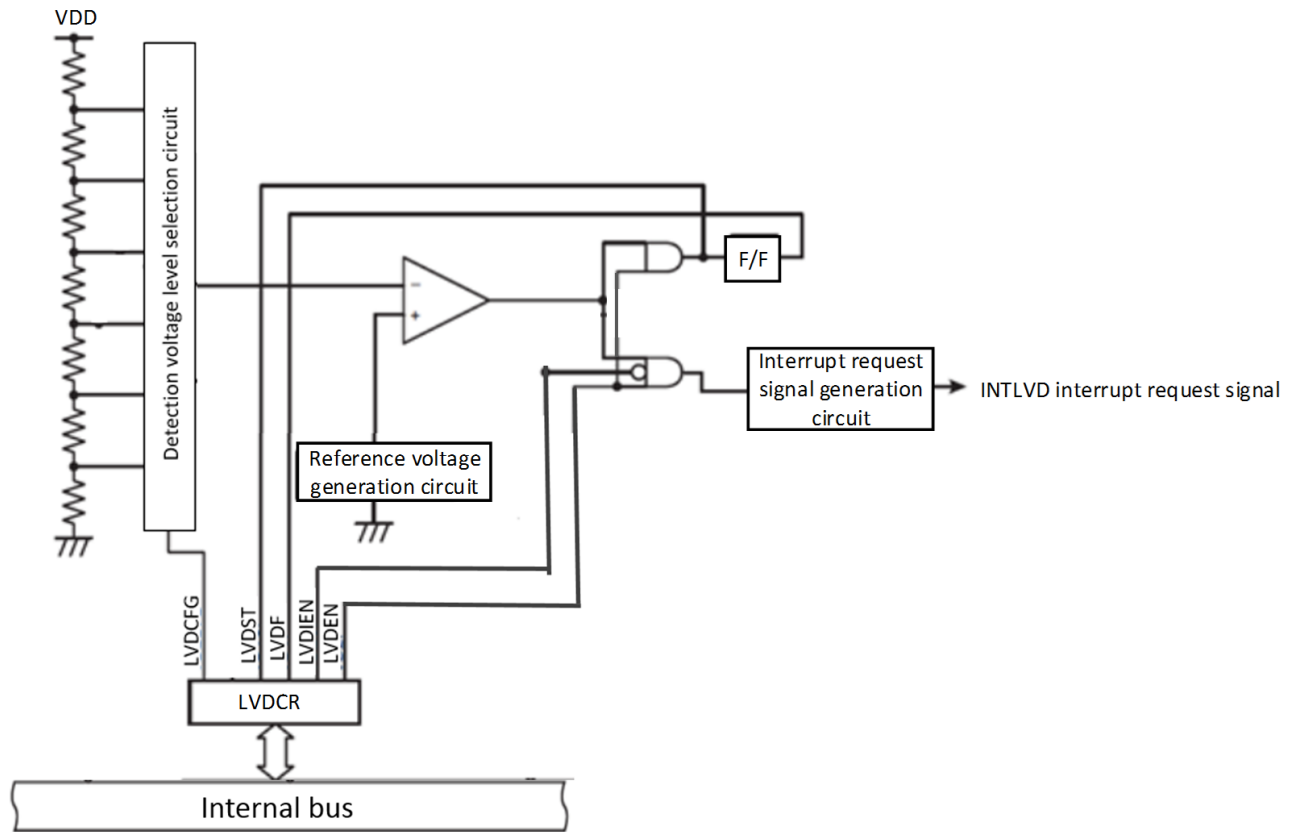 VDD
Detection voltage level selection circuit
−
+
F/F
Interrupt request
signal generation
circuit
INTLVD interrupt request signal
Reference voltage
generation circuit
LVDCFG
LVDST
LVDF
LVDIEN
LVDEN
LVDCR
Internal bus